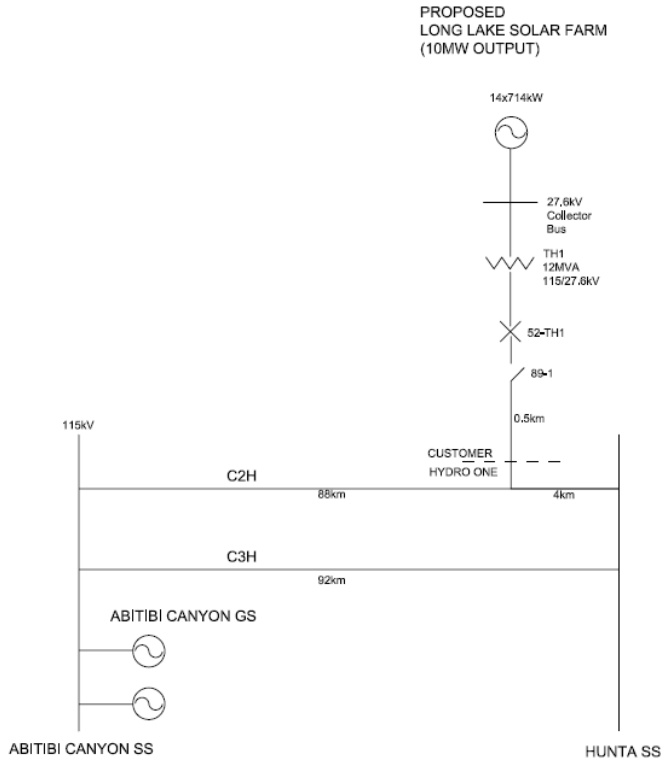 PROPOSED
LONG LAKE SOLAR FARM
(10MW OUTPUT)
14x714kW
27.6kV
Collector
Bus
TH1
12MVA
115/27.6kV
52-TH1
89-1
0.5km
115kV
CUSTOMER
HYDRO ONE
C2H
88km
4km
C3H
92km
ABITIBI CANYON GS
ABITIBI CANYON SS
HUNTA SS